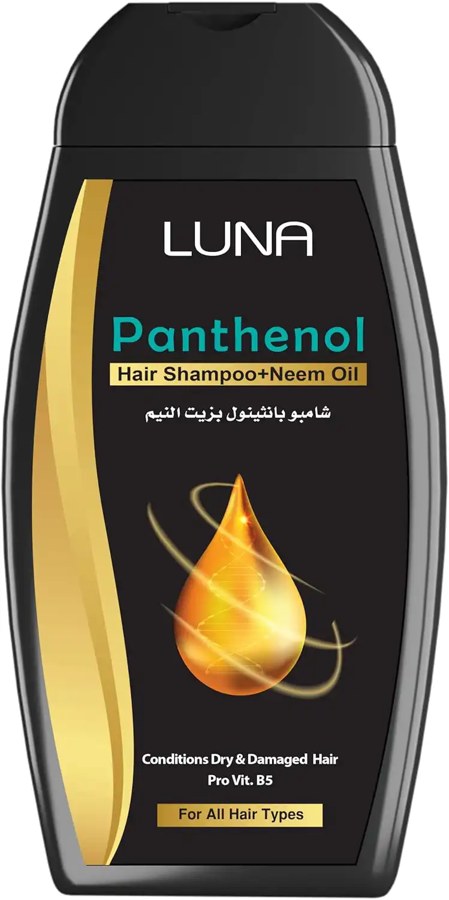 LUNA
Panthenol
Hair Shampoo+Neem Oil
شامبو بانثينول بزيت النيم
Conditions Dry & Damaged Hair
Pro Vit. B5
For All Hair Types